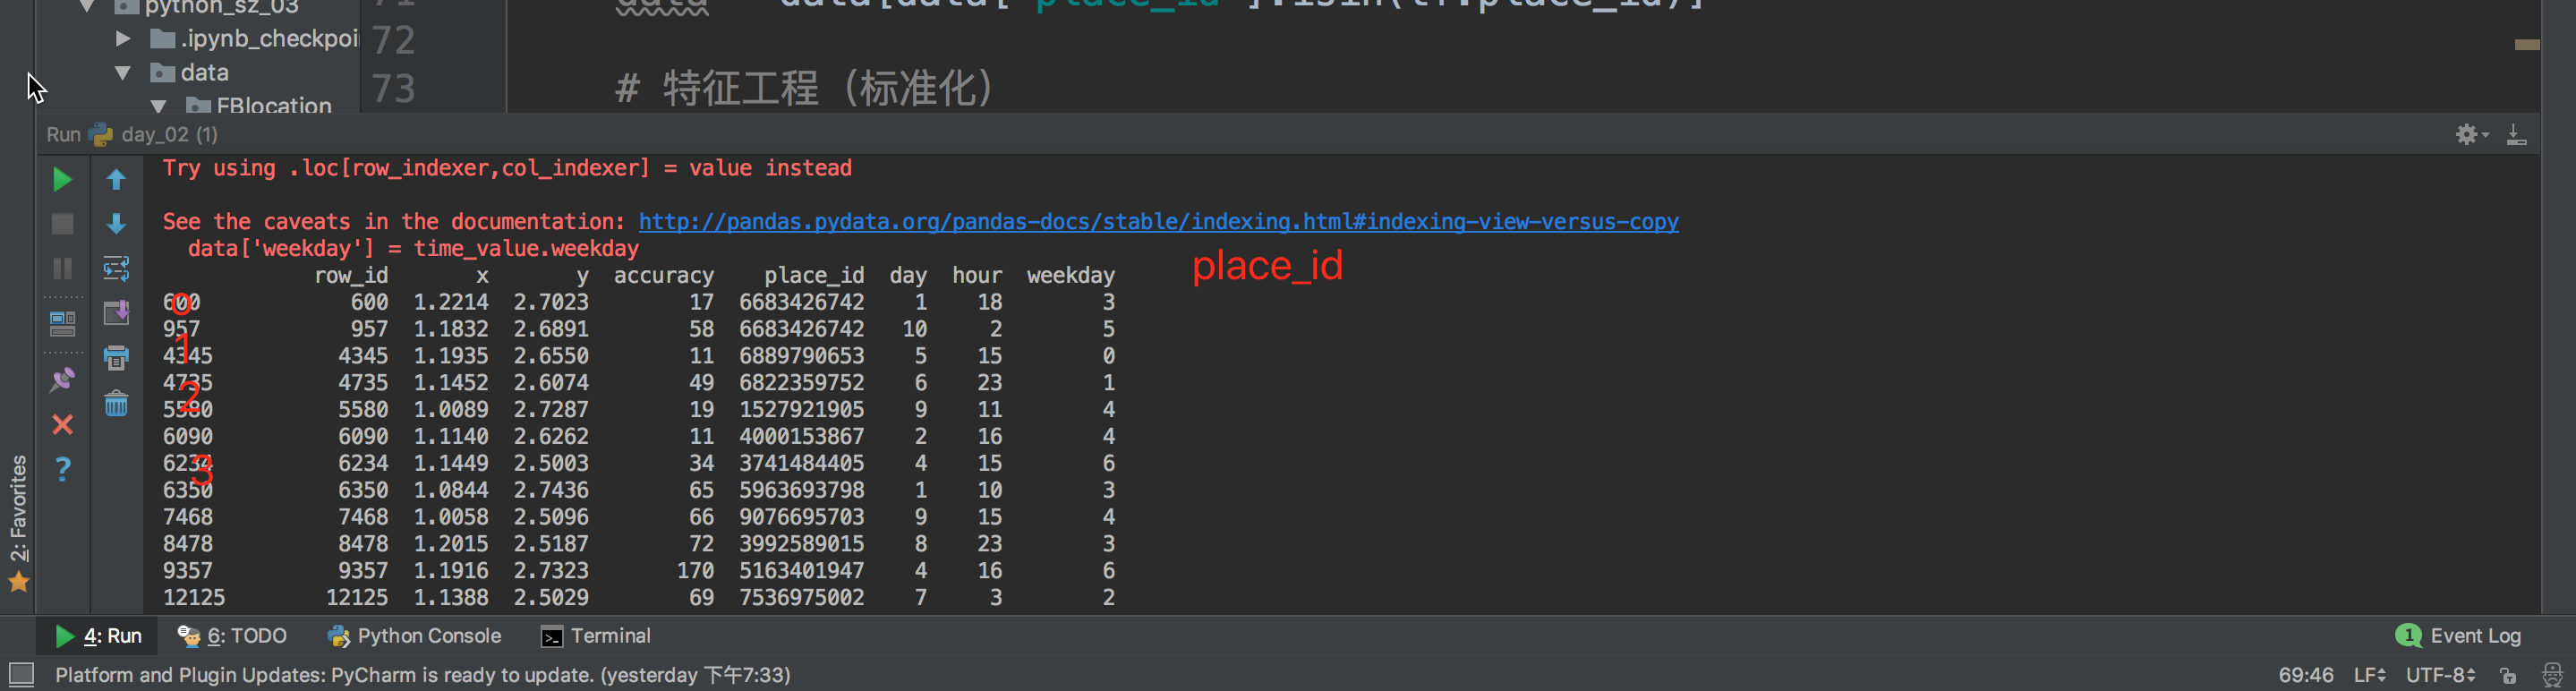 python_sz_03
.ipynb_checkpoi
data
FBlocation
72
73
# 特征工程（标准化）
Run day_02 (1)
Try using .loc[row_indexer,col_indexer] = value instead
See the caveats in the documentation: http://pandas.pydata.org/pandas-docs/stable/indexing.html#indexing-view-versus-copy
data['weekday'] = time_value.weekday
place_id
row_id x y accuracy place_id day hour weekday
600 600 1.2214 2.7023 17 6683426742 1 18 3
0
957 957 1.1832 2.6891 58 6683426742 10 2 5
1
4345 4345 1.1935 2.6550 11 6889790653 5 15 0
4735 4735 1.1452 2.6074 49 6822359752 6 23 1
2
5580 5580 1.0089 2.7287 19 1527921905 9 11 4
6090 6090 1.1140 2.6262 11 4000153867 2 16 4
6234 6234 1.1449 2.5003 34 3741484405 4 15 6
3
6350 6350 1.0844 2.7436 65 5963693798 1 10 3
7468 7468 1.0058 2.5096 66 9076695703 9 15 4
8478 8478 1.2015 2.5187 72 3992589015 8 23 3
9357 9357 1.1916 2.7323 170 5163401947 4 16 6
12125 12125 1.1388 2.5029 69 7536975002 7 3 2
2: Favorites
4: Run 6: TODO Python Console Terminal 1 Event Log
Platform and Plugin Updates: PyCharm is ready to update. (yesterday 下午7:33) 69:46 LF UTF-8